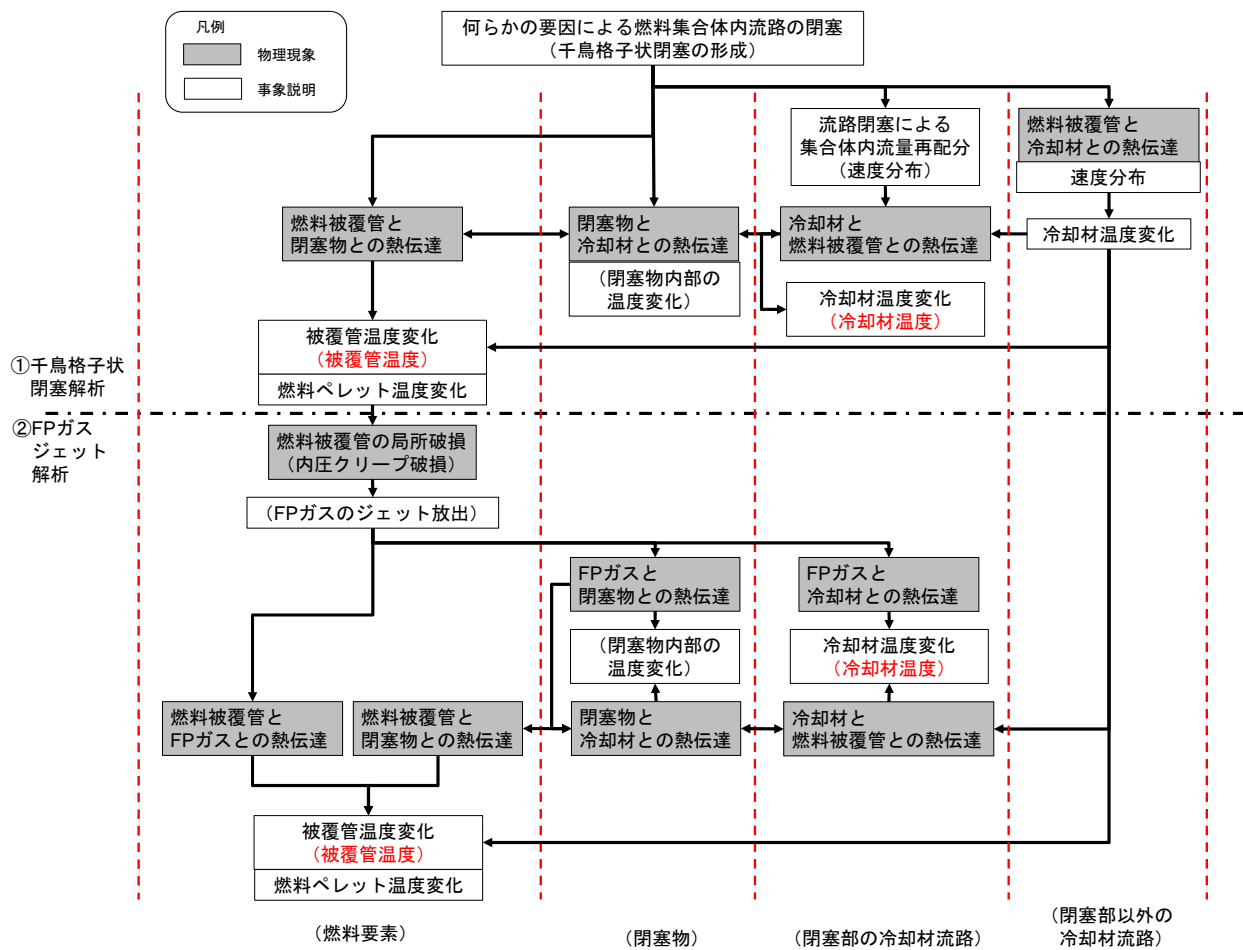 凡例
物理現象
事象説明
何らかの要因による燃料集合体内流路の閉塞
(千鳥格子状閉塞の形成)
流路閉塞による
集合体内流量再配分
(速度分布)
燃料被覆管と
冷却材との熱伝達
速度分布
燃料被覆管と
閉塞物との熱伝達
閉塞物と
冷却材との熱伝達
(閉塞物内部の
温度変化)
冷却材と
燃料被覆管との熱伝達
冷却材温度変化
冷却材温度変化
(冷却材温度)
被覆管温度変化
(被覆管温度)
燃料ペレット温度変化
①千鳥格子状
閉塞解析
②FPガス
ジェット
解析
燃料被覆管の局所破損
(内圧クリープ破損)
(FPガスのジェット放出)
FPガスと
閉塞物との熱伝達
FPガスと
冷却材との熱伝達
(閉塞物内部の
温度変化)
冷却材温度変化
(冷却材温度)
燃料被覆管と
FPガスとの熱伝達
燃料被覆管と
閉塞物との熱伝達
閉塞物と
冷却材との熱伝達
冷却材と
燃料被覆管との熱伝達
被覆管温度変化
(被覆管温度)
燃料ペレット温度変化
(燃料要素)
(閉塞物)
(閉塞部の冷却材流路)
(閉塞部以外の
冷却材流路)